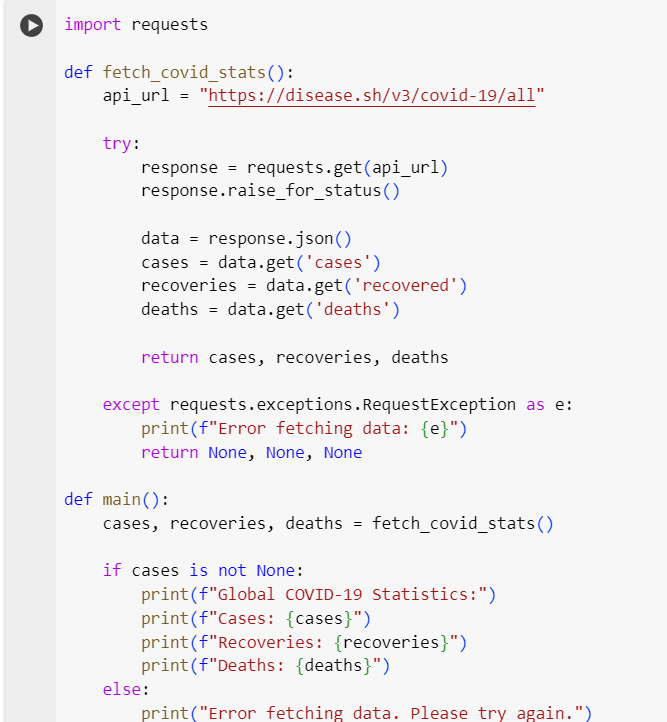 import requests

def fetch_covid_stats():
    api_url = "https://disease.sh/v3/covid-19/all"

    try:
        response = requests.get(api_url)
        response.raise_for_status()

        data = response.json()
        cases = data.get('cases')
        recoveries = data.get('recovered')
        deaths = data.get('deaths')

        return cases, recoveries, deaths

    except requests.exceptions.RequestException as e:
        print(f"Error fetching data: {e}")
        return None, None, None

def main():
    cases, recoveries, deaths = fetch_covid_stats()

    if cases is not None:
        print(f"Global COVID-19 Statistics:")
        print(f"Cases: {cases}")
        print(f"Recoveries: {recoveries}")
        print(f"Deaths: {deaths}")
    else:
        print("Error fetching data. Please try again.")